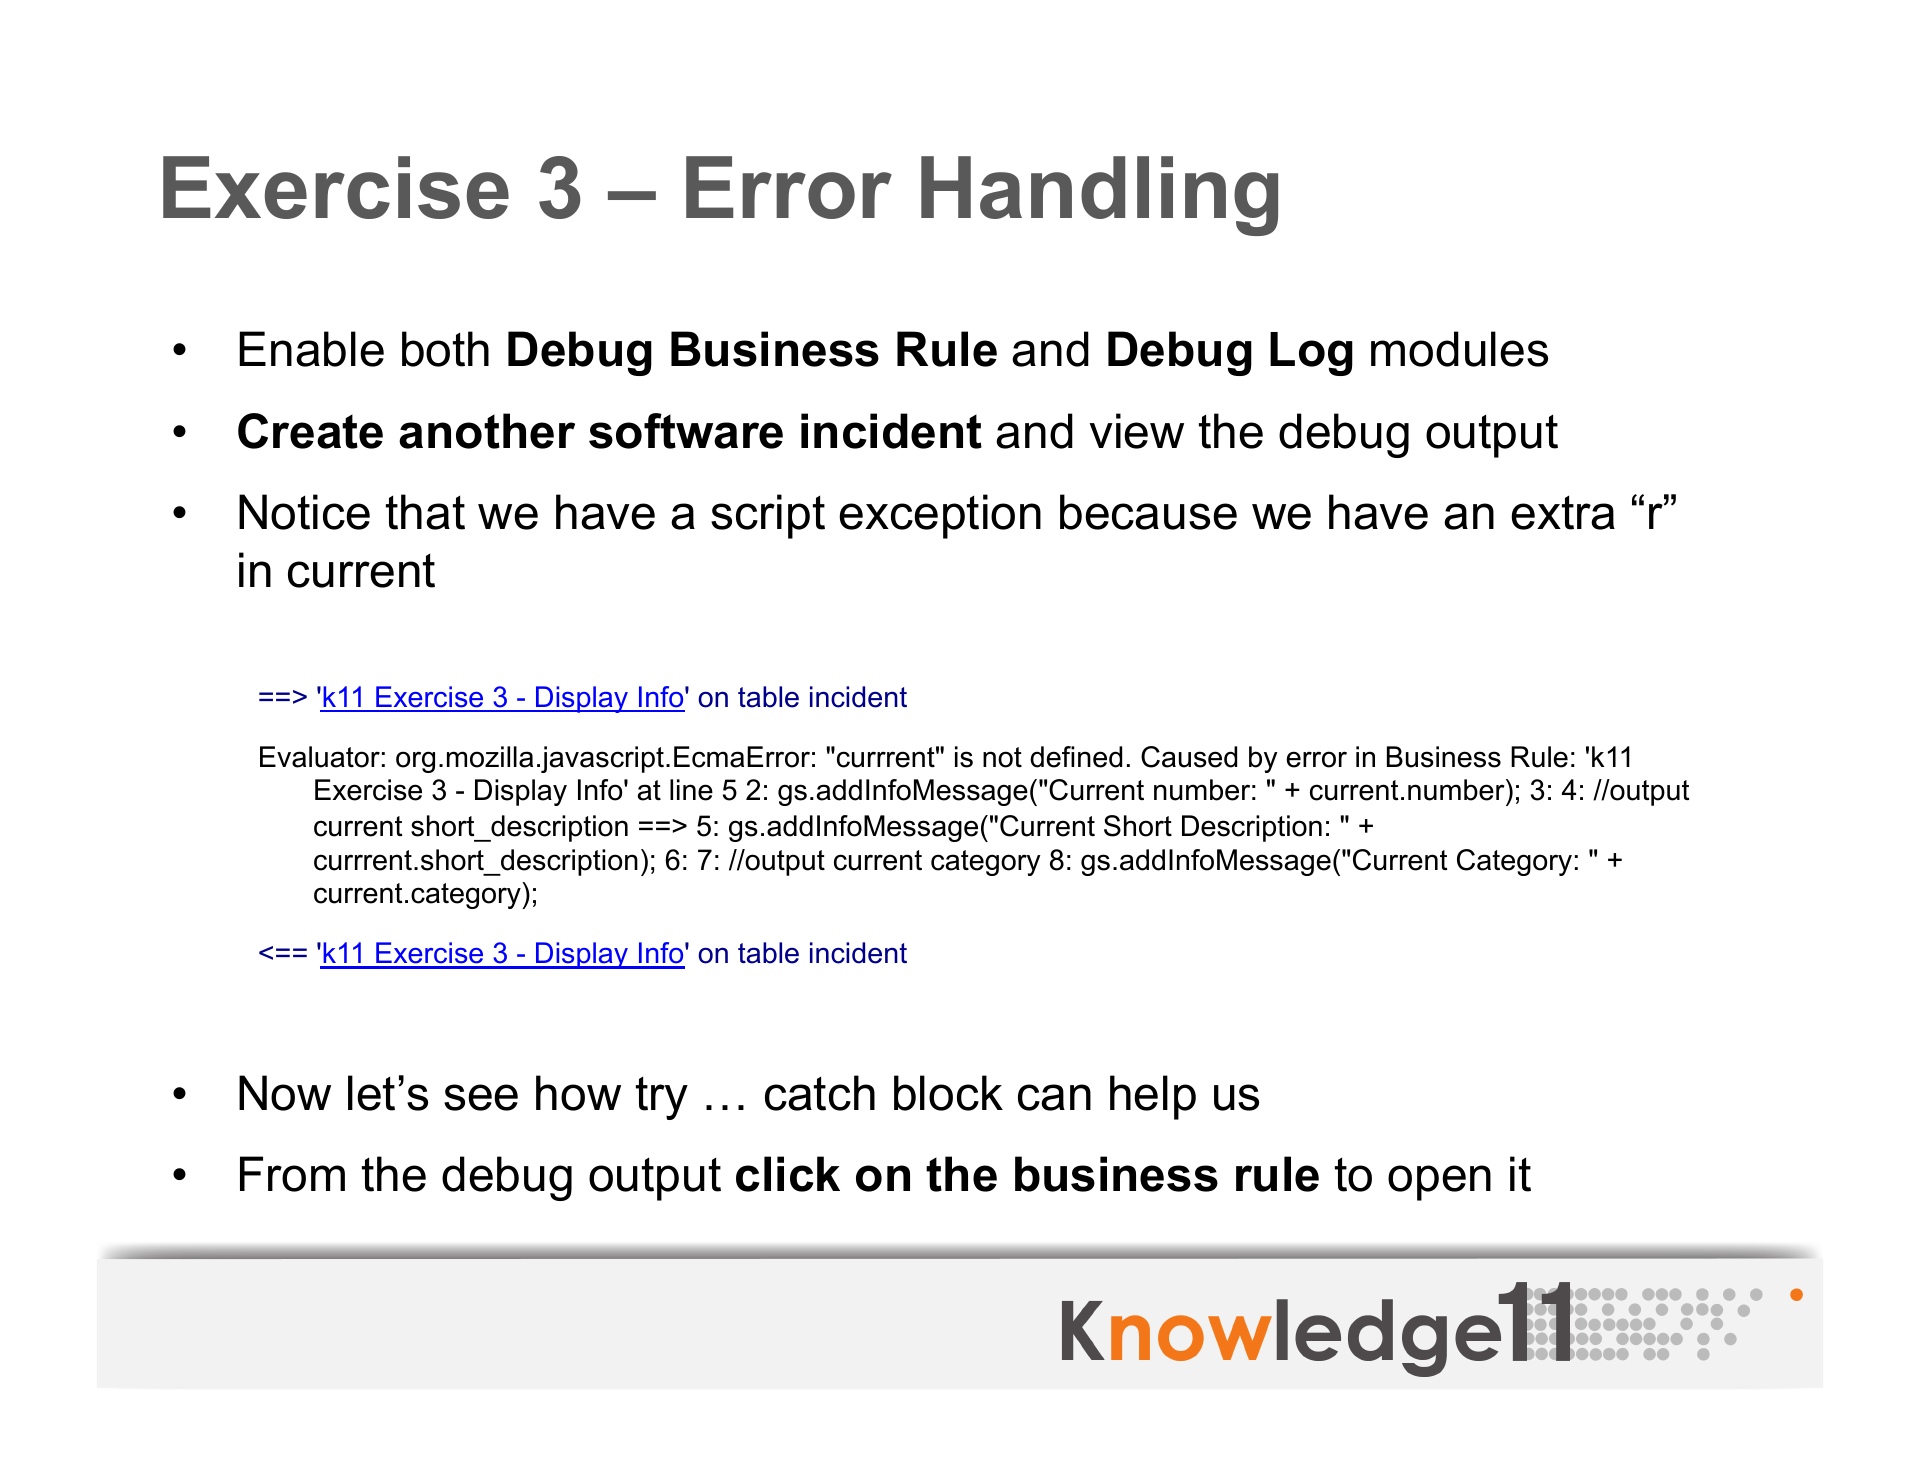 Exercise 3 – Error Handling
• Enable both Debug Business Rule and Debug Log modules
• Create another software incident and view the debug output
• Notice that we have a script exception because we have an extra “r”
in current
==> 'k11 Exercise 3 - Display Info' on table incident
Evaluator: org.mozilla.javascript.EcmaError: "currrent" is not defined. Caused by error in Business Rule: 'k11
Exercise 3 - Display Info' at line 5 2: gs.addInfoMessage("Current number: " + current.number); 3: 4: //output
current short_description ==> 5: gs.addInfoMessage("Current Short Description: " +
currrent.short_description); 6: 7: //output current category 8: gs.addInfoMessage("Current Category: " +
current.category);
<== 'k11 Exercise 3 - Display Info' on table incident
• Now let’s see how try … catch block can help us
• From the debug output click on the business rule to open it
Knowledge11